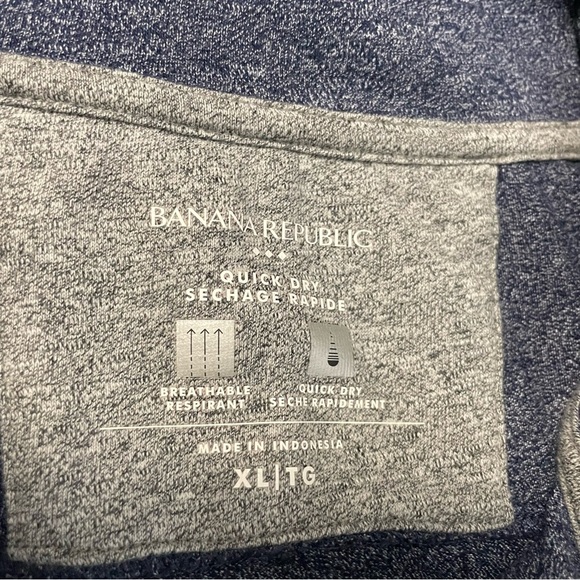 BANANA REPUBLIC
QUICK DRY
SECHAGE RAPIDE
BREATHABLE
RESPIRANT
QUICK DRY
SECHE RAPIDEMENT
MADE IN INDONESIA
XL|TG